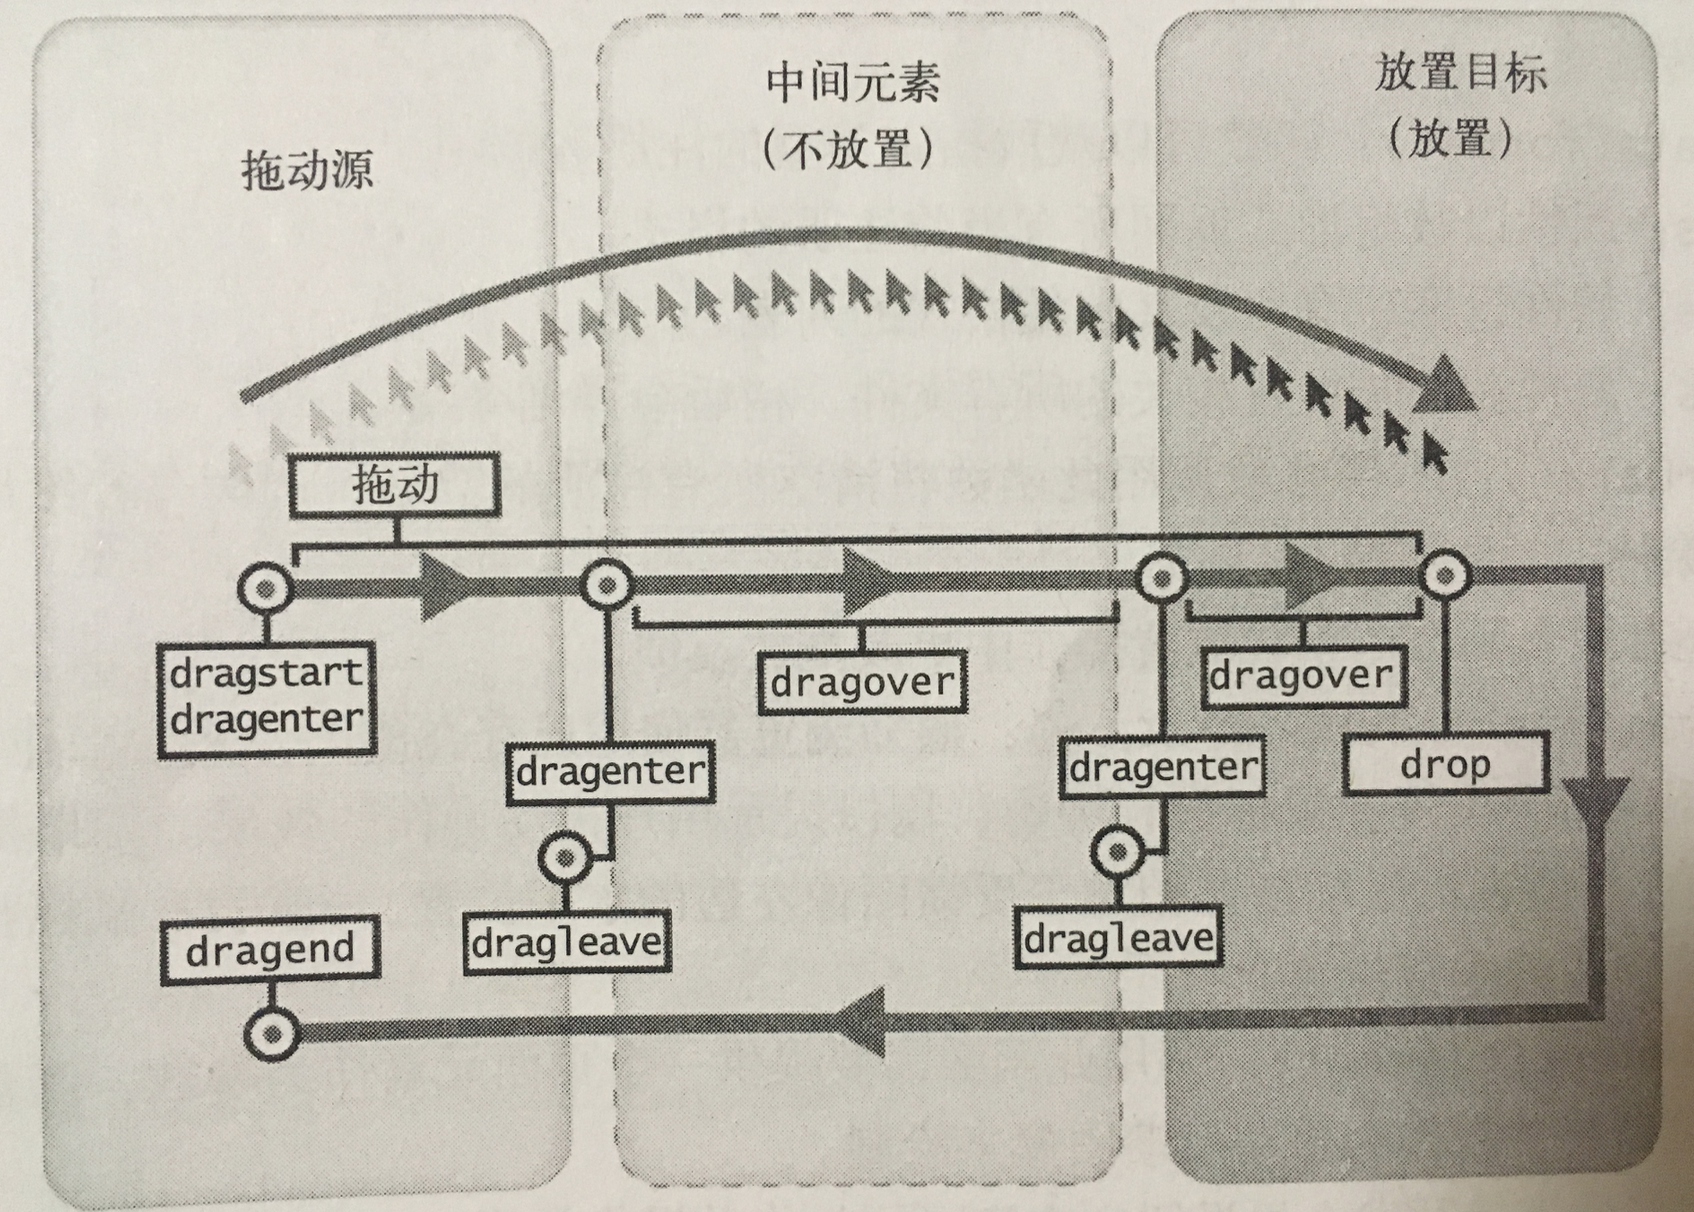 拖动源
中间元素
（不放置）
放置目标
（放置）
拖动
dragstart
dragenter
dragover
dragover
dragenter
dragenter
drop
dragend
dragleave
dragleave